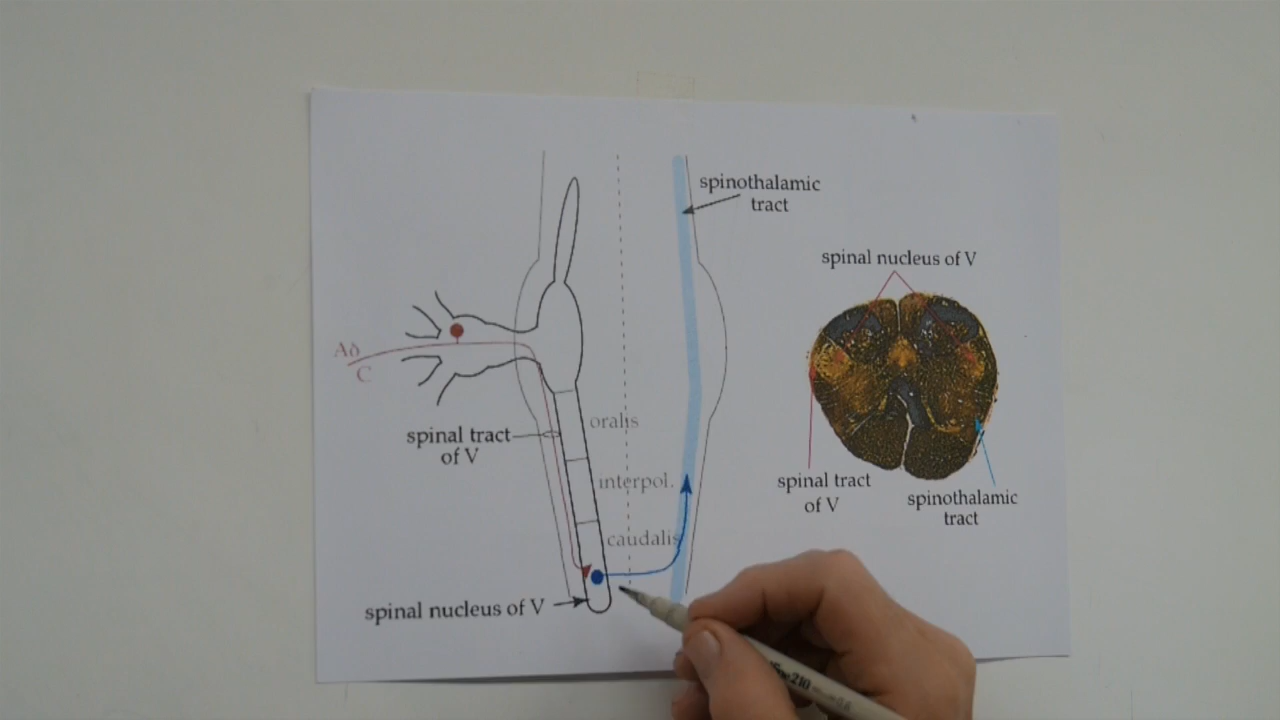 spinothalamic
tract
spinal nucleus of V
Aδ
C
oralis
spinal tract
of V
interpol.
spinal tract
of V
spinothalamic
tract
caudalis
spinal nucleus of V
210